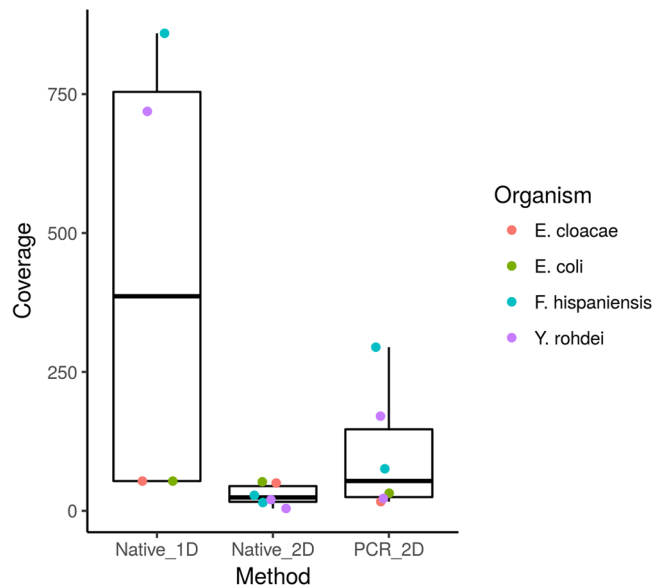 Coverage
750
500
250
0
Native_1D
Native_2D
PCR_2D
Method
Organism
E. cloacae
E. coli
F. hispaniensis
Y. rohdei